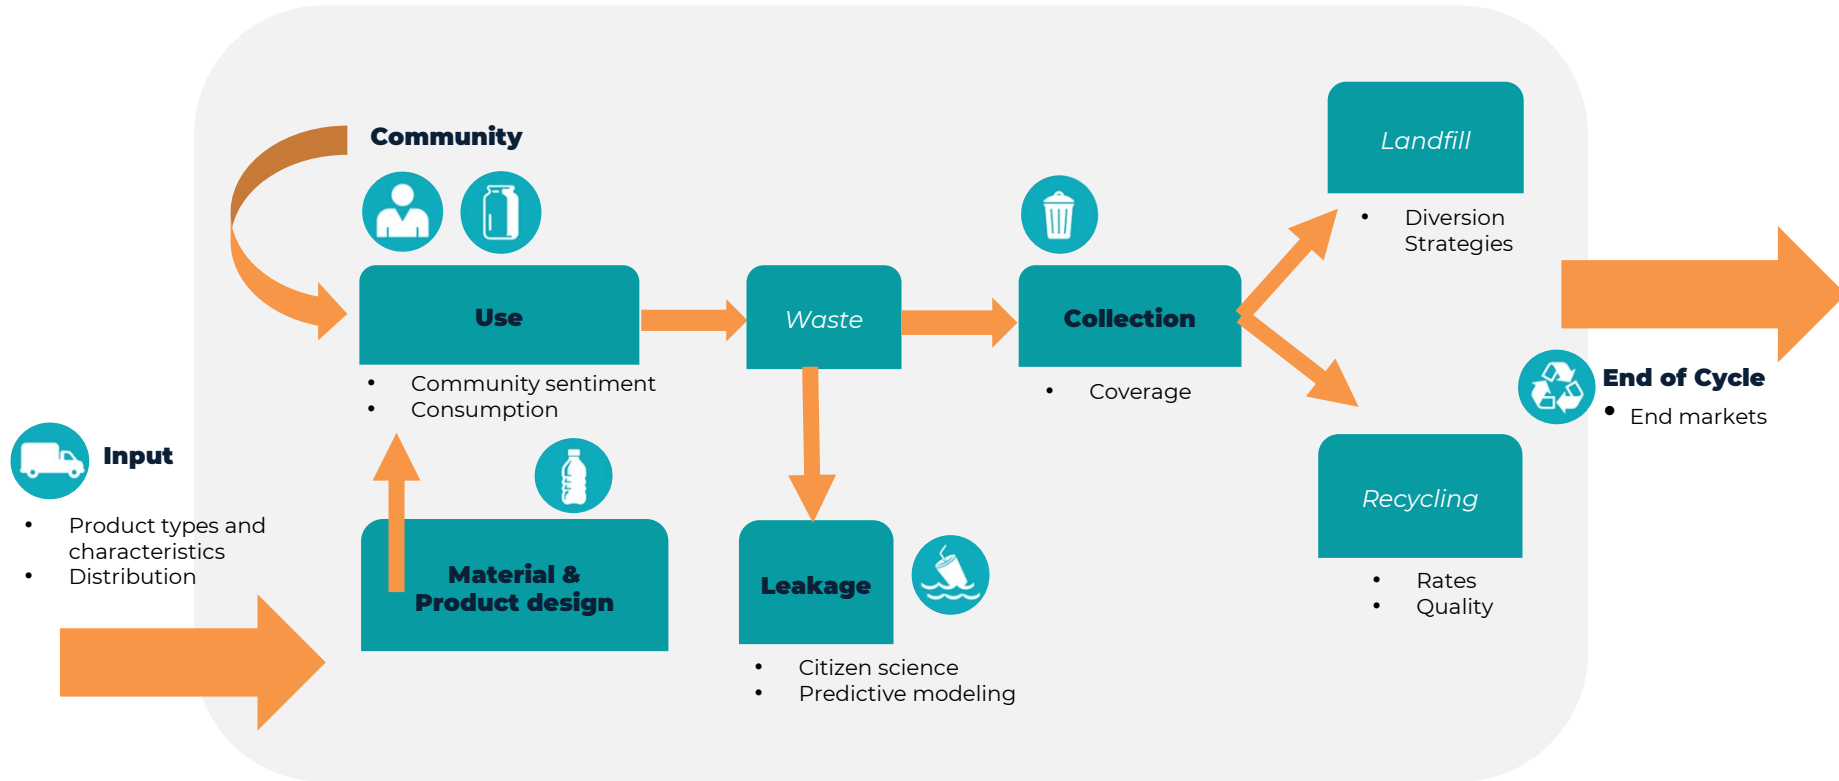 Community
Landfill
• Diversion
Strategies
Use
Waste
Collection
• Community sentiment
• Consumption
• Coverage
End of Cycle
• End markets
Input
• Product types and
characteristics
• Distribution
Material &
Product design
Leakage
• Citizen science
• Predictive modeling
Recycling
• Rates
• Quality